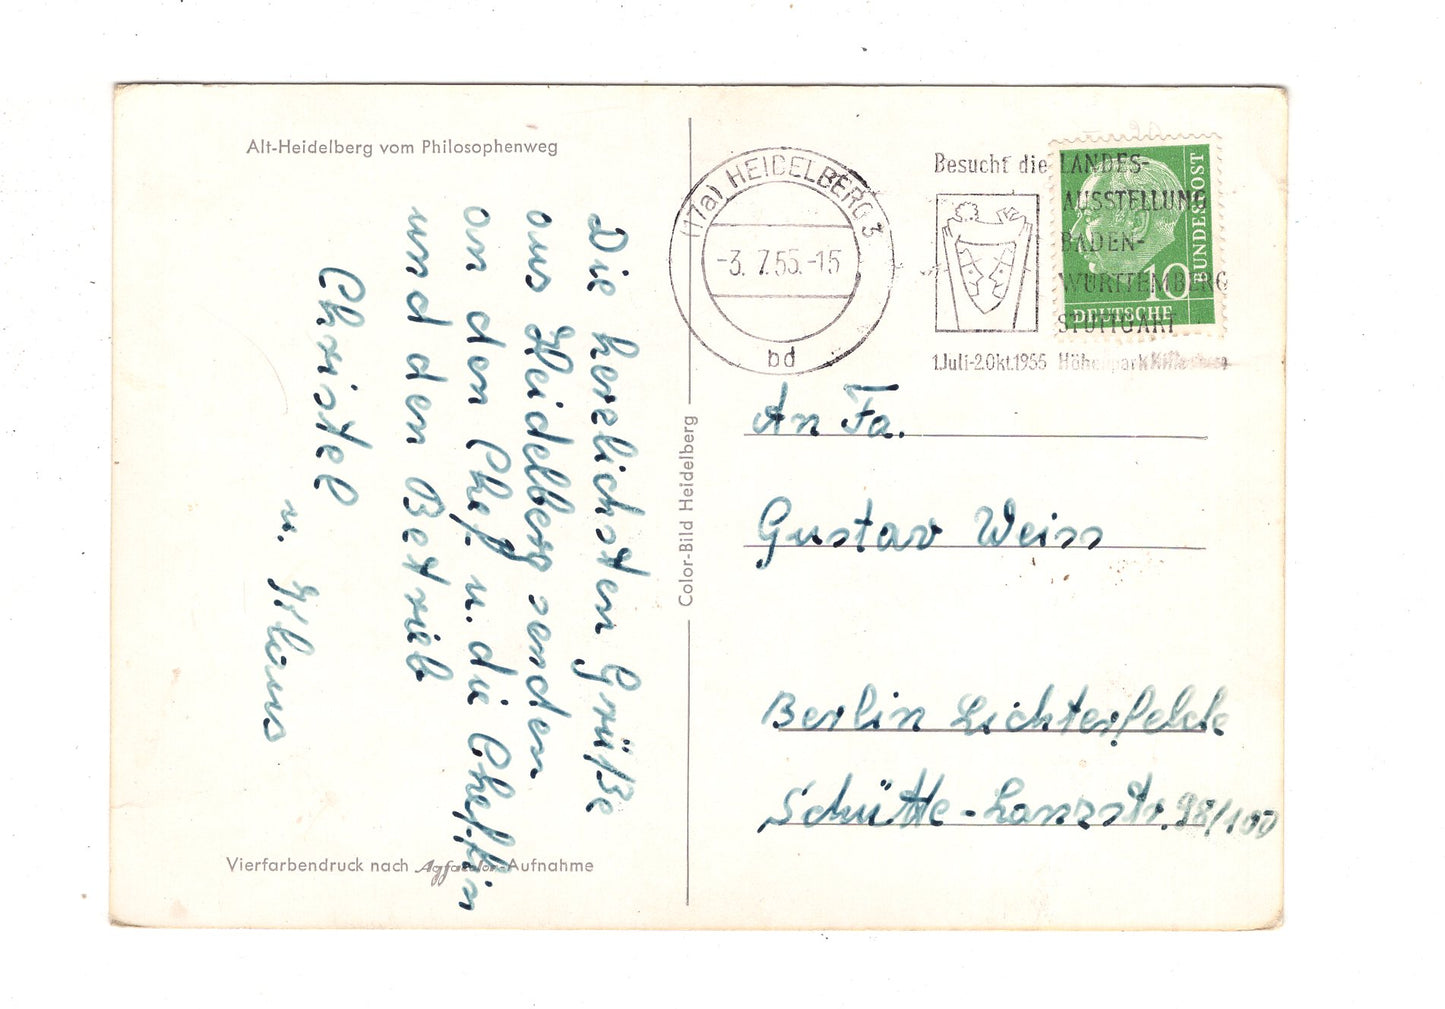 Alt-Heidelberg vom Philosophenweg
Die herzlichsten Grüße
aus Heidelberg senden
an den Chef u. die Cheffin
und den Betrieb
Christel
u. Klaus
Vierfarbendruck nach Agfacolor-Aufnahme
Color-Bild Heidelberg
(17a) HEIDELBERG 3
-3. 7.55.-15
bd
Besucht die LANDES-
AUSSTELLUNG
BADEN-
WÜRTTEMBERG
STUTTGART
1.Juli-2.Okt.1955 Höhenpark Killesberg
DEUTSCHE
BUNDESPOST
10
An Fa.
Gustav Weiss
Berlin Lichterfelde
Schütte-Lanzstr. 98/100